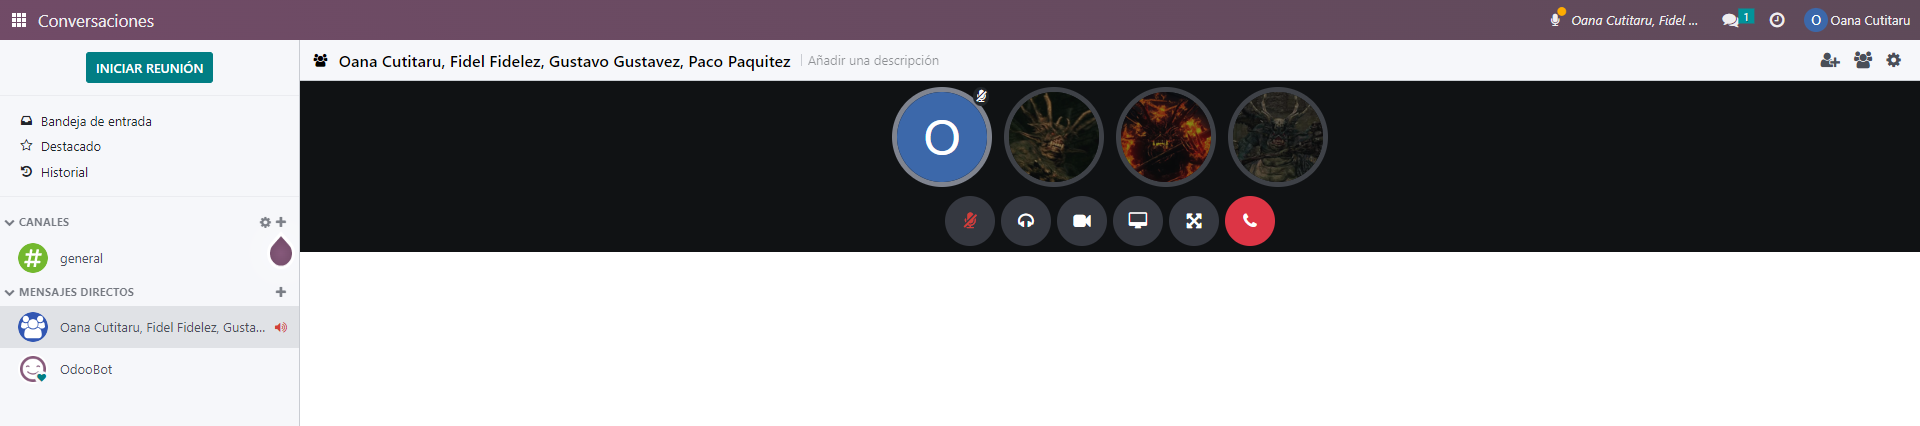 Conversaciones
Oana Cutitaru, Fidel ...
1
O
Oana Cutitaru
INICIAR REUNIÓN
Oana Cutitaru, Fidel Fidelez, Gustavo Gustavez, Paco Paquitez
Añadir una descripción
O
Bandeja de entrada
Destacado
Historial
CANALES
general
MENSAJES DIRECTOS
Oana Cutitaru, Fidel Fidelez, Gusta...
OdooBot